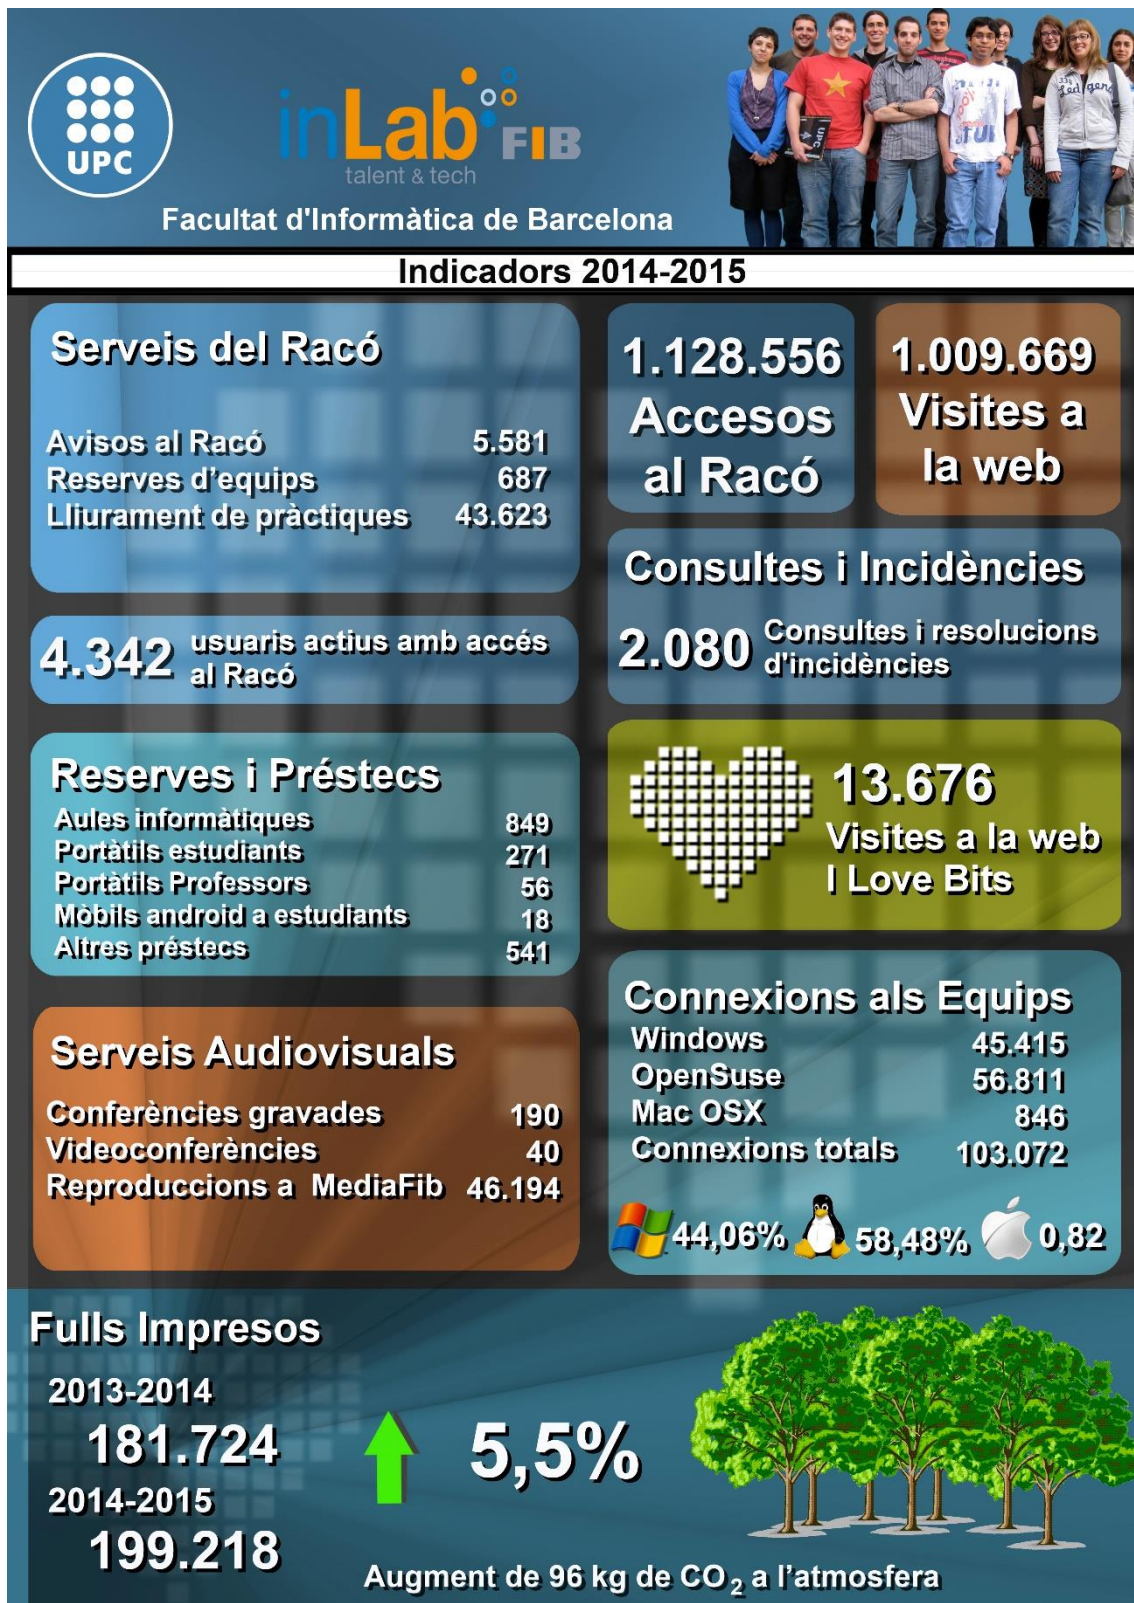 UPC
inLab FIB
talent & tech
Facultat d'Informàtica de Barcelona
Indicadors 2014-2015
Serveis del Racó
Avisos al Racó 5.581
Reserves d'equips 687
Lliurament de pràctiques 43.623
1.128.556
Accesos
al Racó
1.009.669
Visites a
la web
4.342 usuaris actius amb accés
al Racó
Consultes i Incidències
2.080 Consultes i resolucions
d'incidències
Reserves i Préstecs
Aules informàtiques 849
Portàtils estudiants 271
Portàtils Professors 56
Mòbils android a estudiants 18
Altres préstecs 541
13.676
Visites a la web
I Love Bits
Serveis Audiovisuals
Conferències gravades 190
Videoconferències 40
Reproduccions a MediaFib 46.194
Connexions als Equips
Windows 45.415
OpenSuse 56.811
Mac OSX 846
Connexions totals 103.072
44,06% 58,48% 0,82
Fulls Impresos
2013-2014
181.724
2014-2015
199.218
5,5%
Augment de 96 kg de CO2 a l'atmosfera